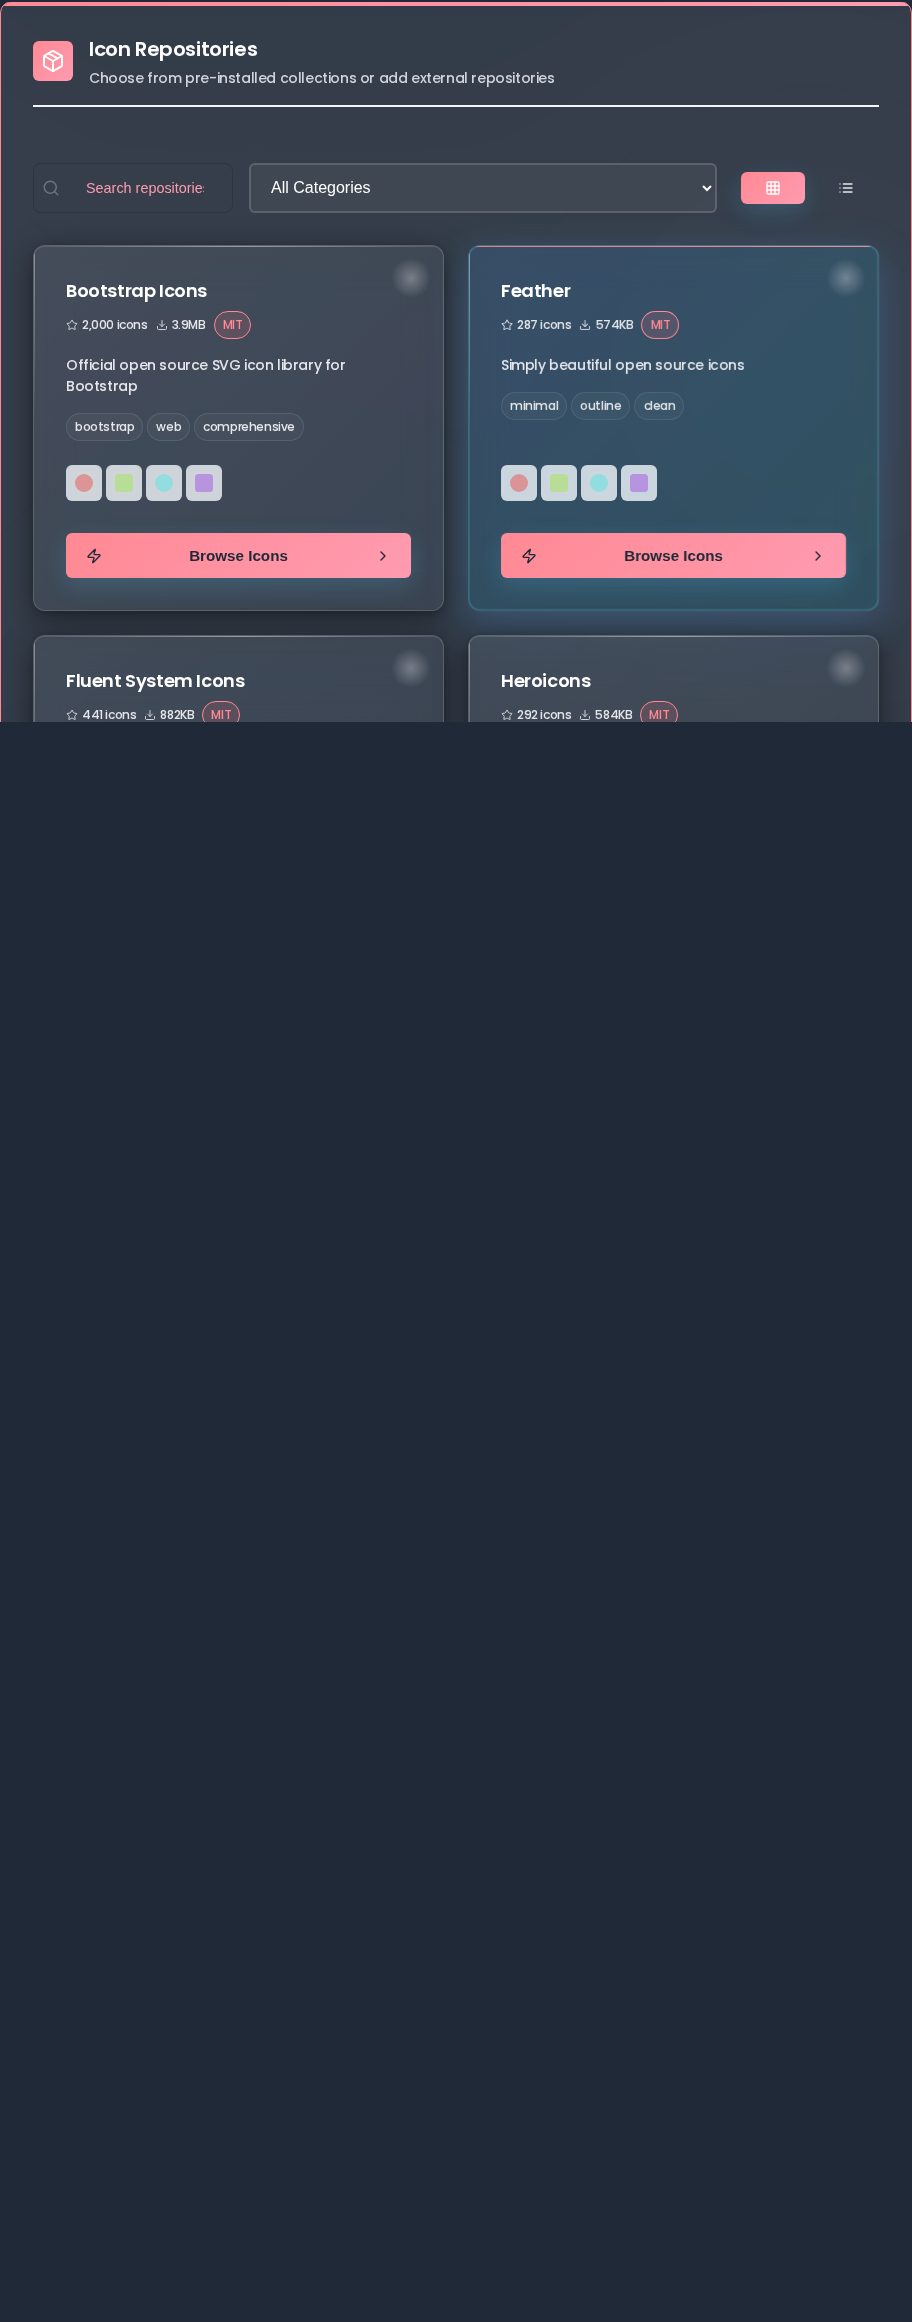 Icon Repositories
Choose from pre-installed collections or add external repositories
Search repositories
All Categories
Bootstrap Icons
2,000 icons 3.9MB MIT
Official open source SVG icon library for
Bootstrap
bootstrap web comprehensive
Browse Icons
Feather
287 icons 574KB MIT
Simply beautiful open source icons
minimal outline clean
Browse Icons
Fluent System Icons
441 icons 882KB MIT
Heroicons
292 icons 584KB MIT